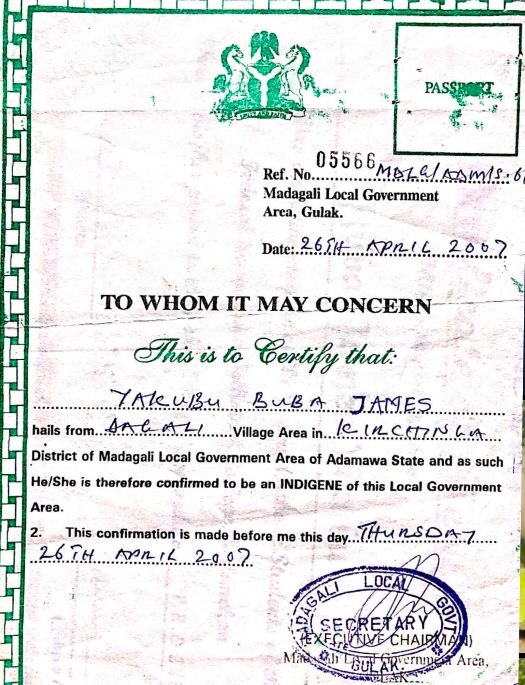 PASSPORT
05566
Ref. No. MALG/ADM/S.
Madagali Local Government
Area, Gulak.
Date: 26TH APRIL 2007
TO WHOM IT MAY CONCERN
This is to Certify that:
YAKUBU BUBA JAMES
hails from DAGALI Village Area in KIRCHINGA
District of Madagali Local Government Area of Adamawa State and as such
He/She is therefore confirmed to be an INDIGENE of this Local Government
Area.
2. This confirmation is made before me this day THURSDAY
26TH APRIL 2007
MADAGALI LOCAL GOVT
SECRETARY
(EXECUTIVE CHAIRMAN)
Madagali Local Government Area,
GULAK.